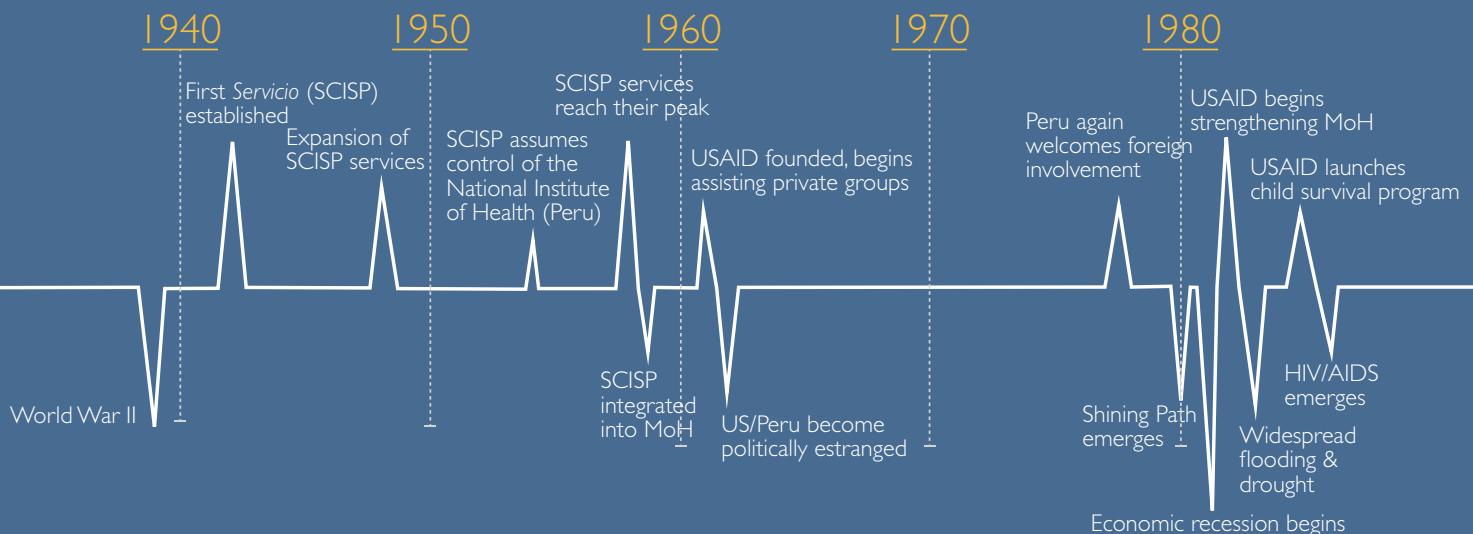 1940
1950
1960
1970
1980
First Servicio (SCISP)
established
Expansion of
SCISP services
SCISP assumes
control of the
National Institute
of Health (Peru)
SCISP services
reach their peak
USAID founded, begins
assisting private groups
Peru again
welcomes foreign
involvement
USAID begins
strengthening MoH
USAID launches
child survival program
World War II
SCISP
integrated
into MoH
US/Peru become
politically estranged
Shining Path
emerges
Economic recession begins
Widespread
flooding &
drought
HIV/AIDS
emerges